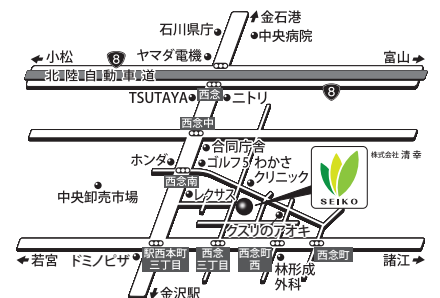 石川県庁
金石港
中央病院
小松
8
ヤマダ電機
富山
北陸自動車道
8
TSUTAYA
西念
ニトリ
西念中
合同庁舎
ホンダ
ゴルフ5
わかさ
クリニック
株式会社 清幸
SEIKO
西念南
中央卸売市場
レクサス
クスリのアオキ
若宮
ドミノピザ
駅西本町
三丁目
西念
三丁目
西念町
西
西念町
林形成
外科
諸江
金沢駅